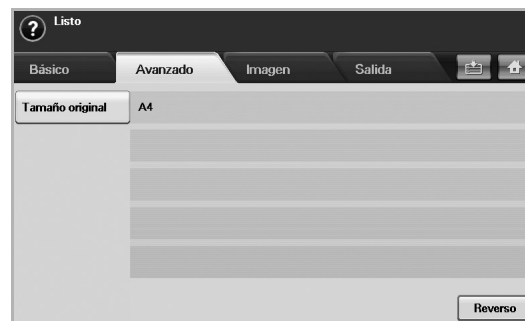 ? Listo
Básico Avanzado Imagen Salida
Tamaño original A4
Reverso